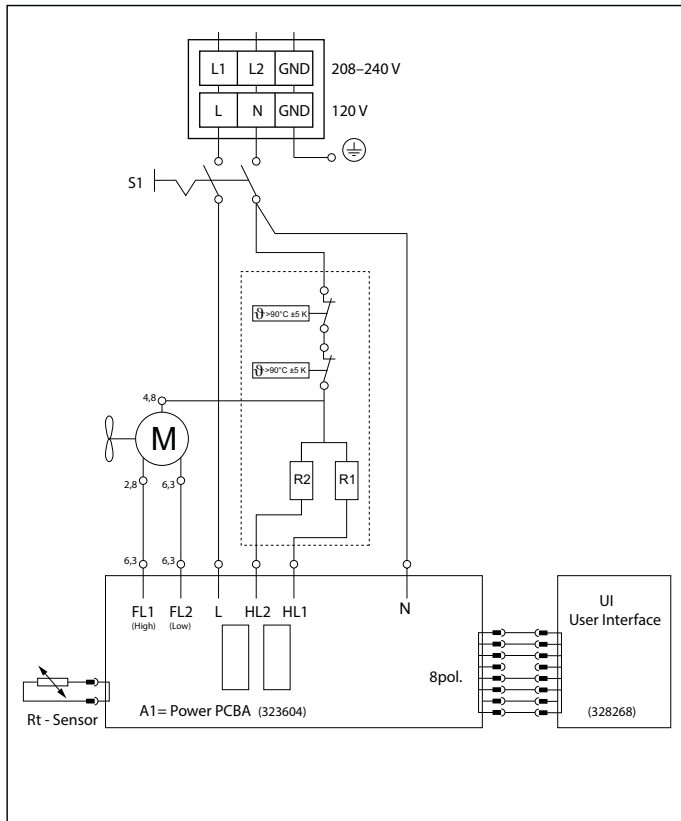 L1 L2 GND 208–240 V
L N GND 120 V
S1
ϑ >90°C ±5 K
ϑ >90°C ±5 K
4,8
M
2,8 6,3
R2 R1
6,3 6,3
FL1 FL2 L HL2 HL1 N
(High) (Low)
UI
User Interface
8pol.
Rt - Sensor
A1= Power PCBA (323604)
(328268)